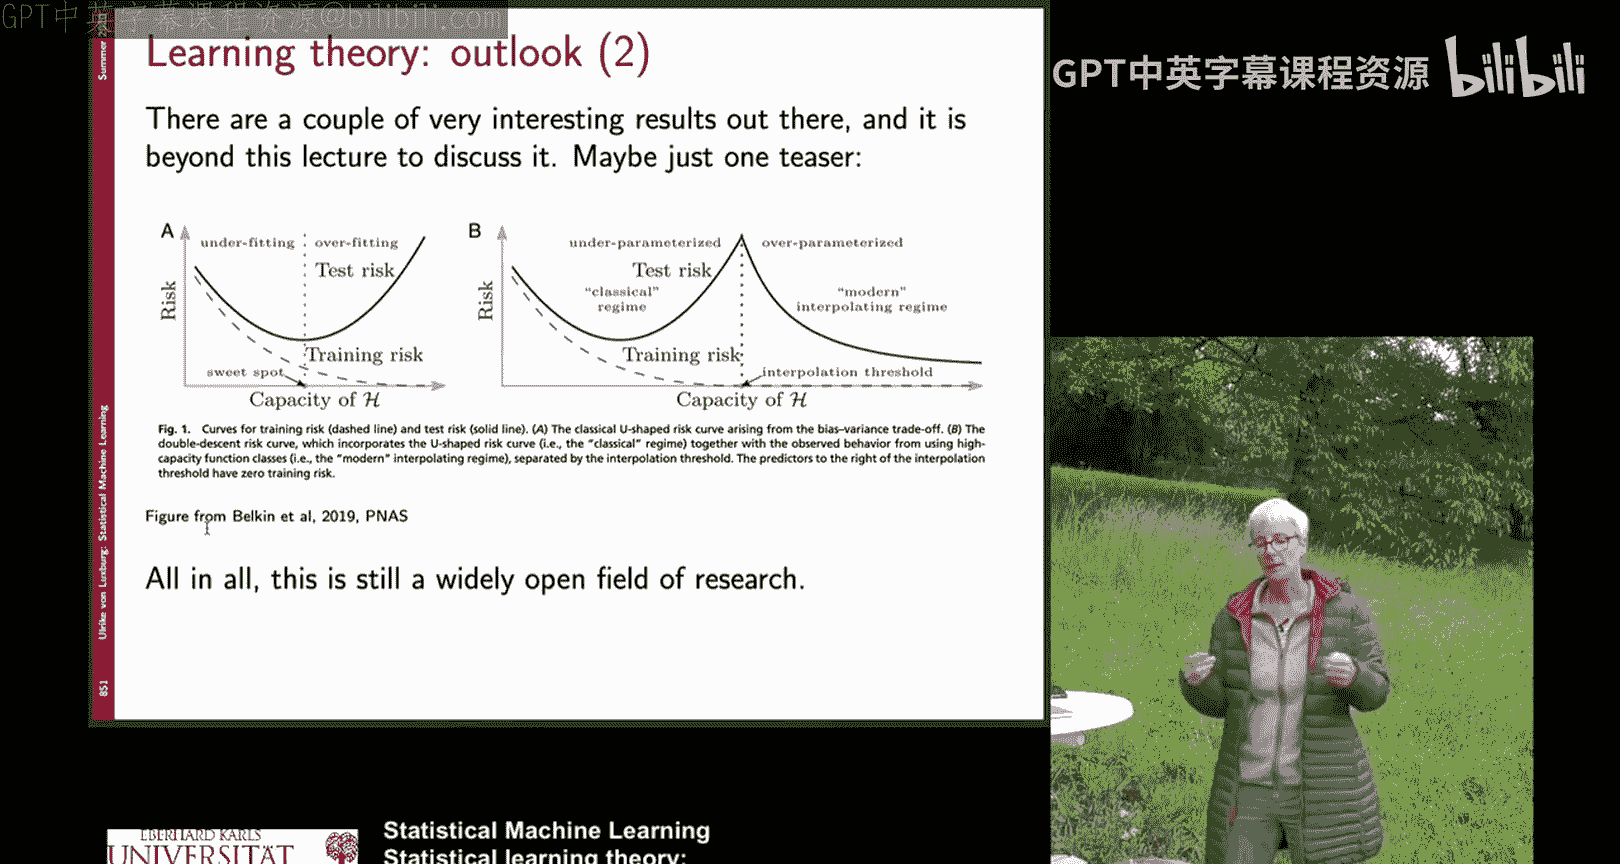 GPT中英字幕课程资源@bilibili.com
GPT中英字幕课程资源 bilibili
Summer
Learning theory: outlook (2)
There are a couple of very interesting results out there, and it is
beyond this lecture to discuss it. Maybe just one teaser:
A
under-fitting
over-fitting
Test risk
Risk
Training risk
sweet spot
Capacity of ℋ
B
under-parameterized
over-parameterized
Test risk
"classical"
regime
"modern"
interpolating regime
Risk
Training risk
interpolation threshold
Capacity of ℋ
Fig. 1. Curves for training risk (dashed line) and test risk (solid line). (A) The classical U-shaped risk curve arising from the bias–variance trade-off. (B) The
double-descent risk curve, which incorporates the U-shaped risk curve (i.e., the "classical" regime) together with the observed behavior from using high-
capacity function classes (i.e., the "modern" interpolating regime), separated by the interpolation threshold. The predictors to the right of the interpolation
threshold have zero training risk.
Figure from Belkin et al, 2019, PNAS
All in all, this is still a widely open field of research.
Ulrike von Luxburg: Statistical Machine Learning
851
EBERHARD KARLS
UNIVERSITÄT
Statistical Machine Learning
Statistical learning theory: